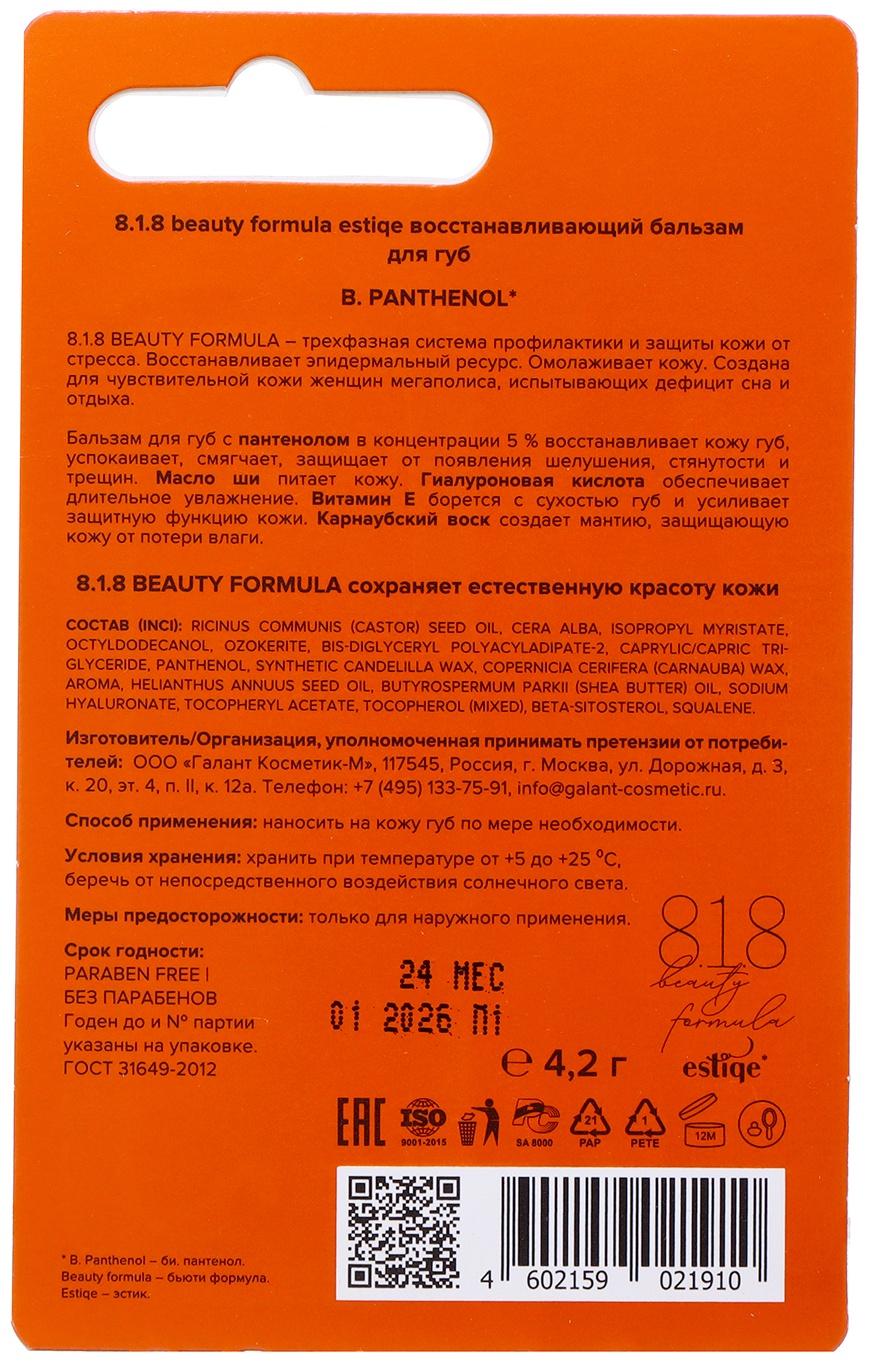 8.1.8 beauty formula estiqe восстанавливающий бальзам
для губ
B. PANTHENOL*
8.1.8 BEAUTY FORMULA – трехфазная система профилактики и защиты кожи от
стресса. Восстанавливает эпидермальный ресурс. Омолаживает кожу. Создана
для чувствительной кожи женщин мегаполиса, испытывающих дефицит сна и
отдыха.
Бальзам для губ с пантенолом в концентрации 5 % восстанавливает кожу губ,
успокаивает, смягчает, защищает от появления шелушения, стянутости и
трещин. Масло ши питает кожу. Гиалуроновая кислота обеспечивает
длительное увлажнение. Витамин Е борется с сухостью губ и усиливает
защитную функцию кожи. Карнаубский воск создает мантию, защищающую
кожу от потери влаги.
8.1.8 BEAUTY FORMULA сохраняет естественную красоту кожи
СОСТАВ (INCI): RICINUS COMMUNIS (CASTOR) SEED OIL, CERA ALBA, ISOPROPYL MYRISTATE,
OCTYLDODECANOL, OZOKERITE, BIS-DIGLYCERYL POLYACYLADIPATE-2, CAPRYLIC/CAPRIC TRI-
GLYCERIDE, PANTHENOL, SYNTHETIC CANDELILLA WAX, COPERNICIA CERIFERA (CARNAUBA) WAX,
AROMA, HELIANTHUS ANNUUS SEED OIL, BUTYROSPERMUM PARKII (SHEA BUTTER) OIL, SODIUM
HYALURONATE, TOCOPHERYL ACETATE, TOCOPHEROL (MIXED), BETA-SITOSTEROL, SQUALENE.
Изготовитель/Организация, уполномоченная принимать претензии от потреби-
телей: ООО «Галант Косметик-М», 117545, Россия, г. Москва, ул. Дорожная, д. 3,
к. 20, эт. 4, п. II, к. 12а. Телефон: +7 (495) 133-75-91, info@galant-cosmetic.ru.
Способ применения: наносить на кожу губ по мере необходимости.
Условия хранения: хранить при температуре от +5 до +25 °С,
беречь от непосредственного воздействия солнечного света.
Меры предосторожности: только для наружного применения.
Срок годности:
PARABEN FREE |
БЕЗ ПАРАБЕНОВ
Годен до и № партии
указаны на упаковке.
ГОСТ 31649-2012
24 МЕС
01 2026 П1
818
beauty
formula
estiqe*
℮ 4,2 г
EAC
ISO
9001-2015
SA 8000
21
PAP
1
PETE
12M
4 602159 021910
* B. Panthenol – би. пантенол.
Beauty formula – бьюти формула.
Estiqe – эстик.